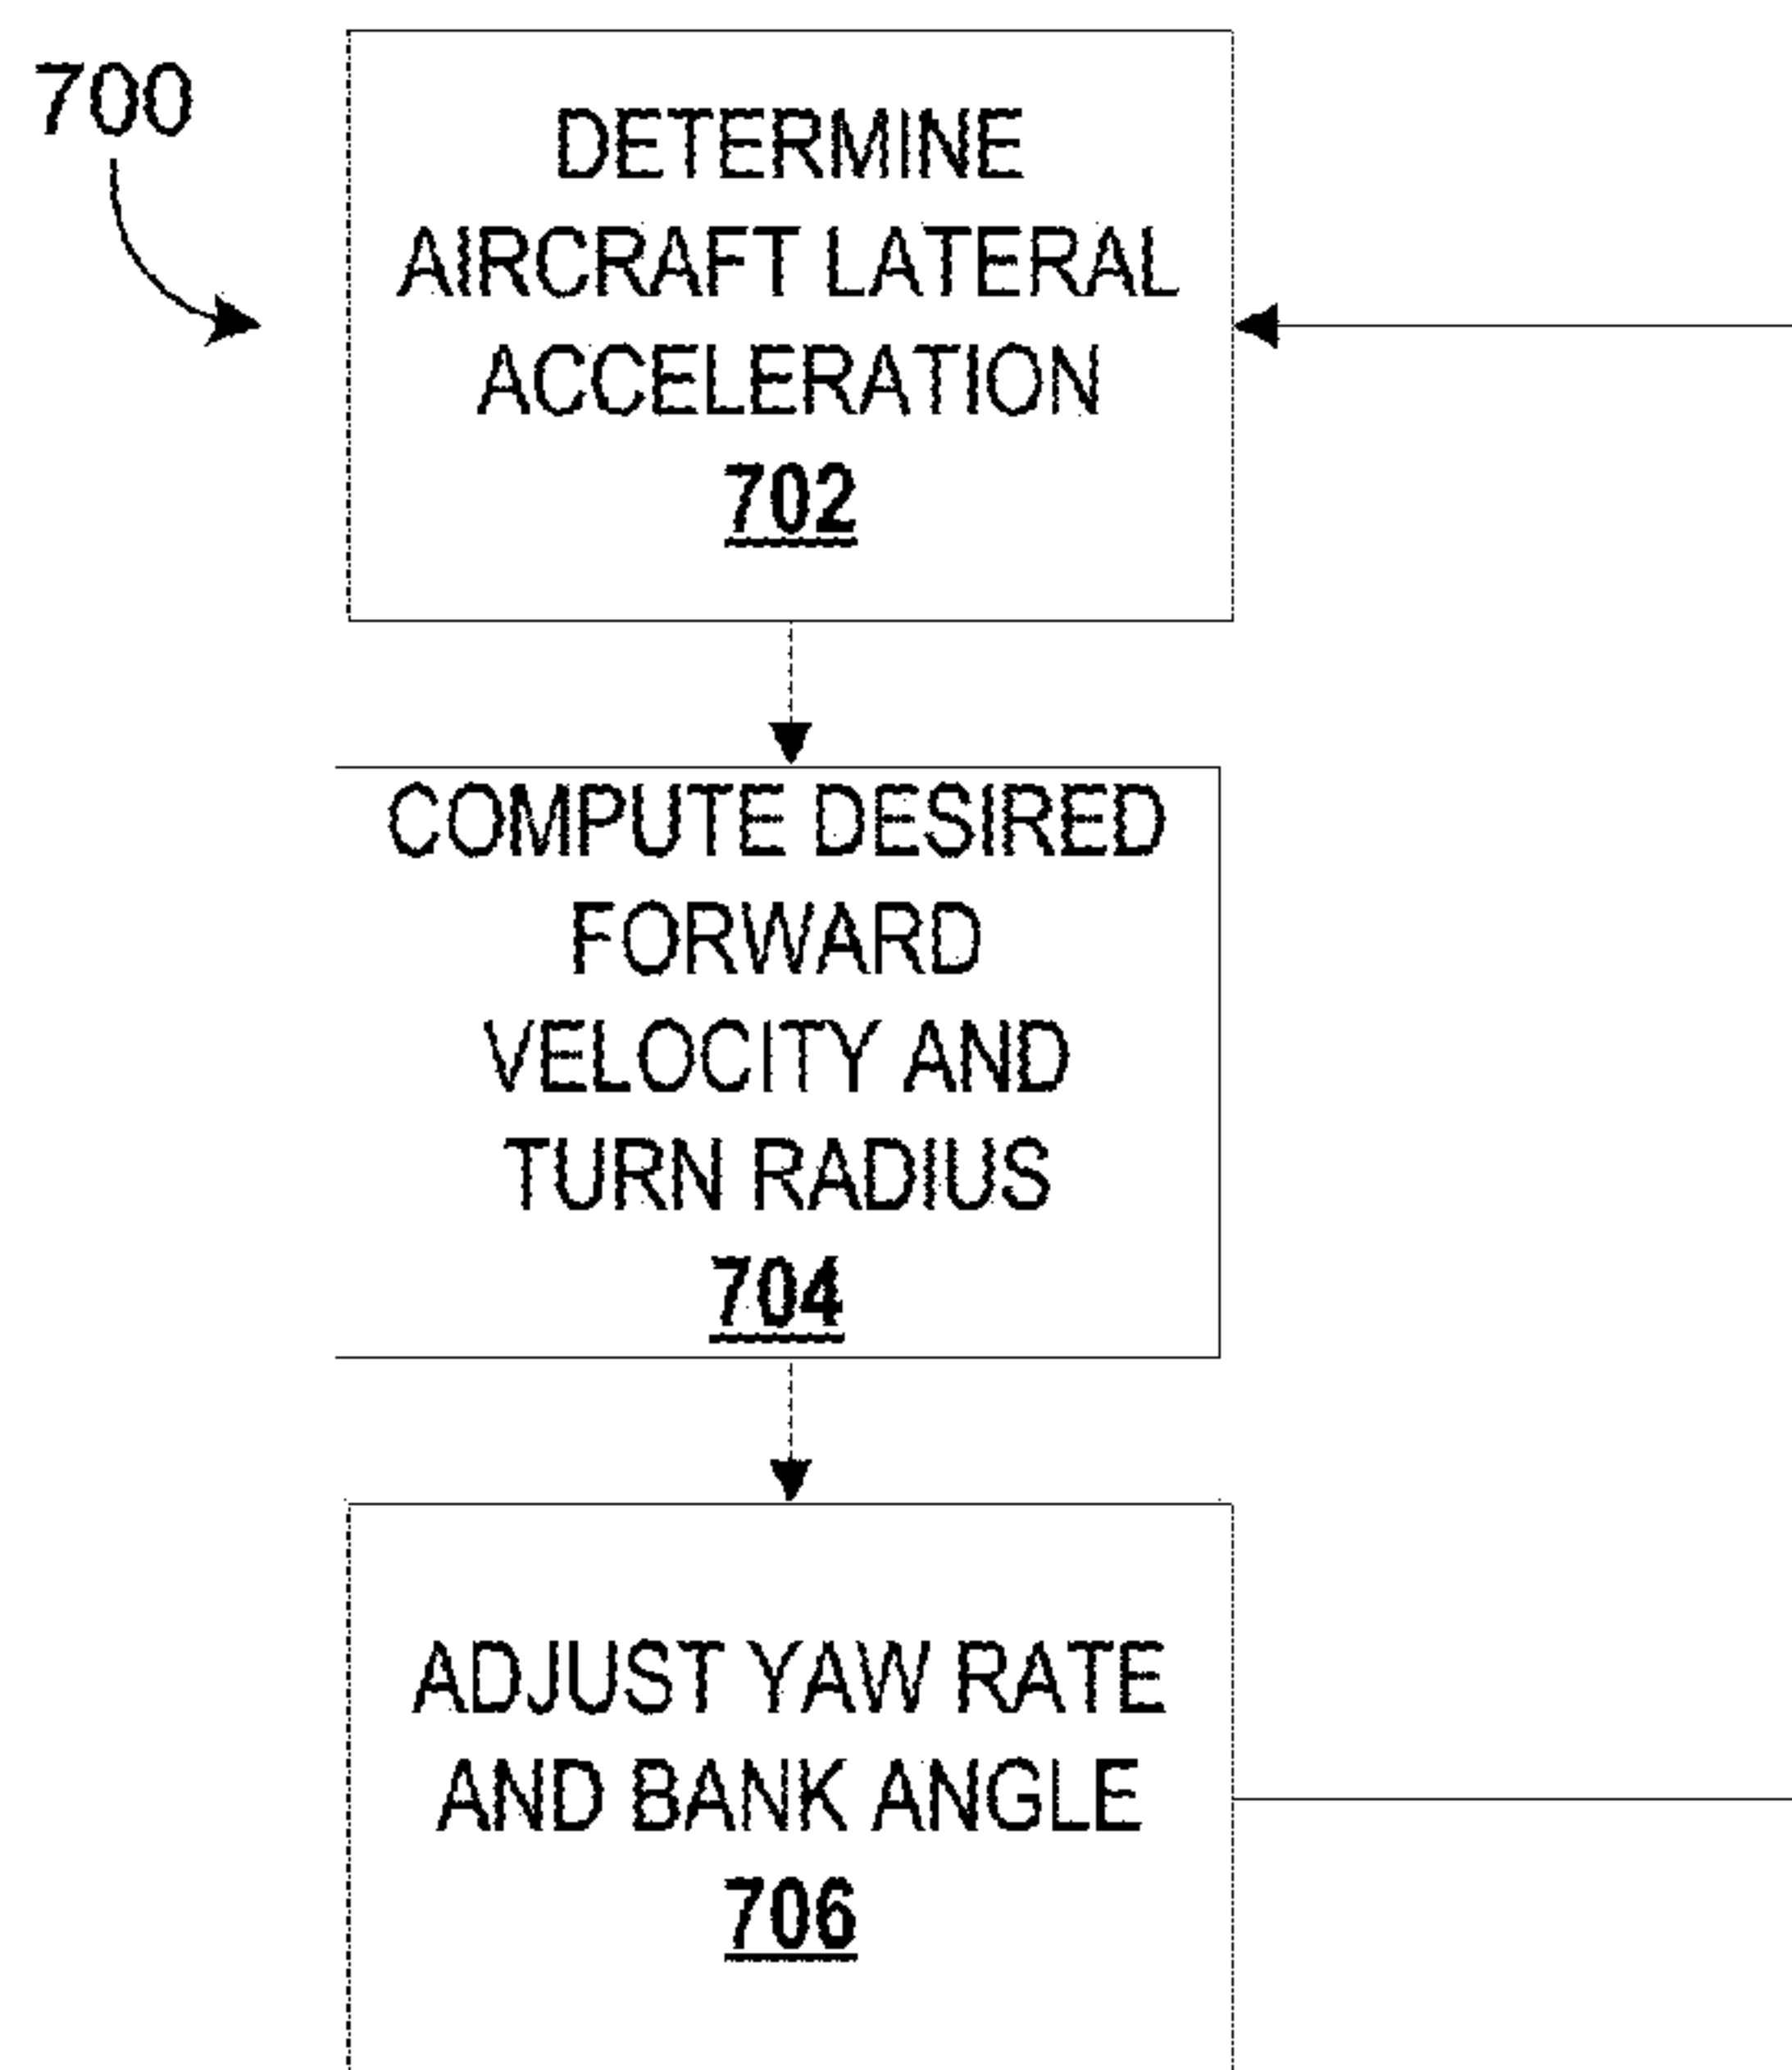 700
DETERMINE
AIRCRAFT LATERAL
ACCELERATION
702
COMPUTE DESIRED
FORWARD
VELOCITY AND
TURN RADIUS
704
ADJUST YAW RATE
AND BANK ANGLE
706